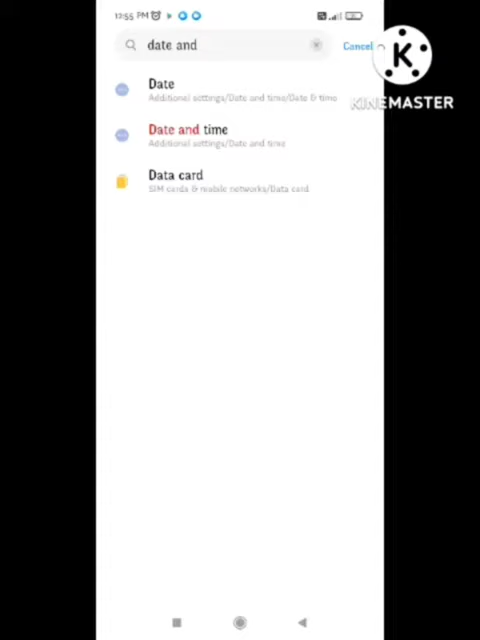 12:55 PM
date and
Cancel
KINEMASTER
Date
Additional settings/Date and time/Date & time
Date and time
Additional settings/Date and time
Data card
SIM cards & mobile networks/Data card